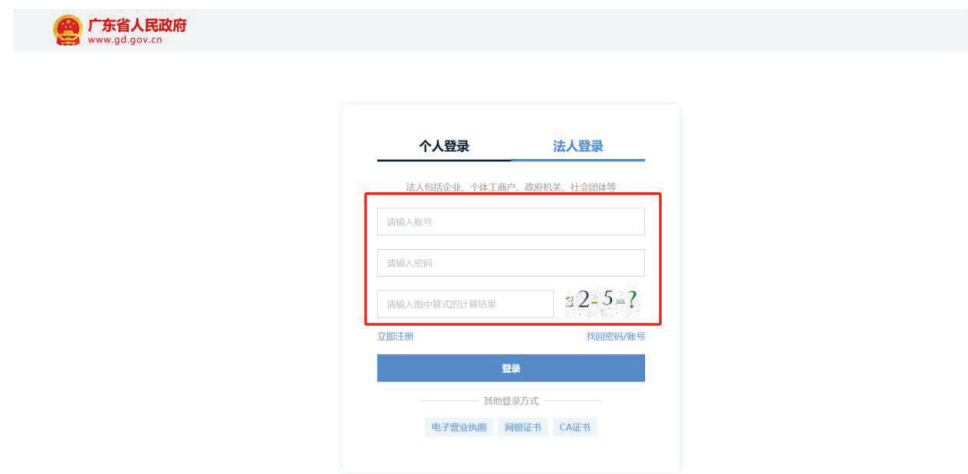 广东省人民政府
www.gd.gov.cn
个人登录 法人登录
法人包括企业、个体工商户、政府机关、社会团体等
请输入账号
请输入密码
请输入图中算式的计算结果 32-5=?
立即注册 找回密码/账号
登录
其他登录方式
电子营业执照 网银证书 CA证书